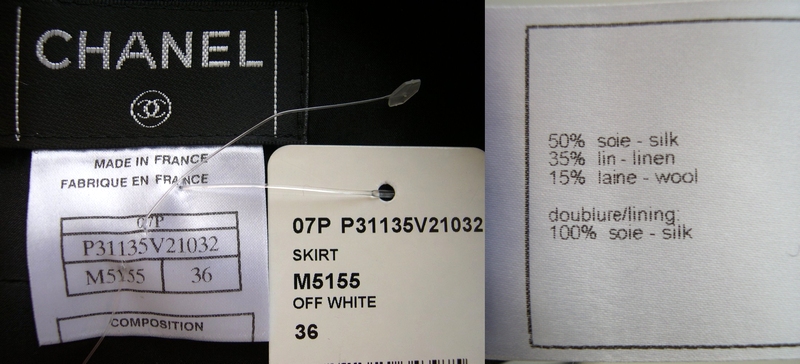 CHANEL
MADE IN FRANCE
FABRIQUE EN FRANCE
07P
P31135V21032
M5155
36
COMPOSITION
07P P31135V21032
SKIRT
M5155
OFF WHITE
36
50% soie - silk
35% lin - linen
15% laine - wool
doublure/lining:
100% soie - silk